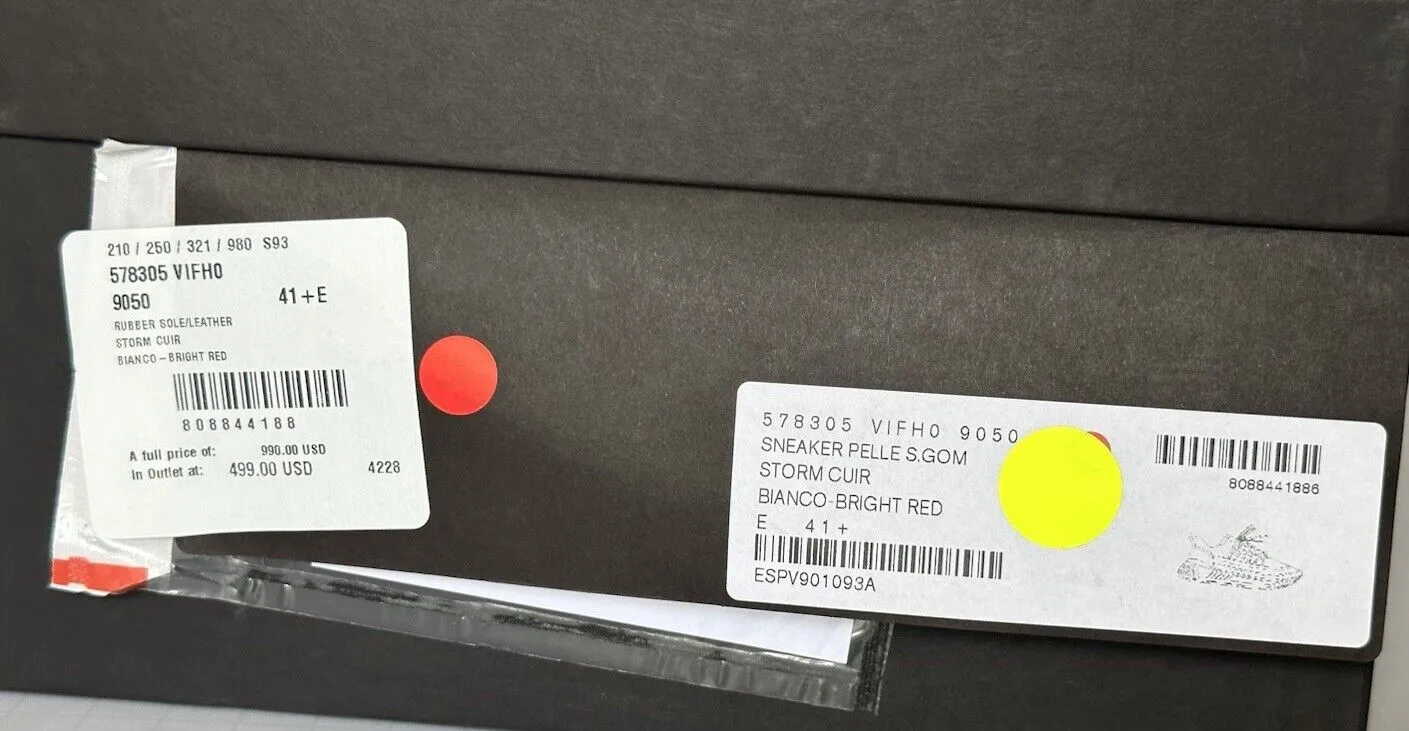 210 / 250 / 321 / 980 S93
578305 VIFH0
9050 41+E
RUBBER SOLE/LEATHER
STORM CUIR
BIANCO-BRIGHT RED
808844188
A full price of: 990.00 USD
In Outlet at: 499.00 USD 4228
578305 VIFH0 9050
SNEAKER PELLE S.GOM
STORM CUIR
BIANCO-BRIGHT RED
E 41+
ESPV901093A
8088441886